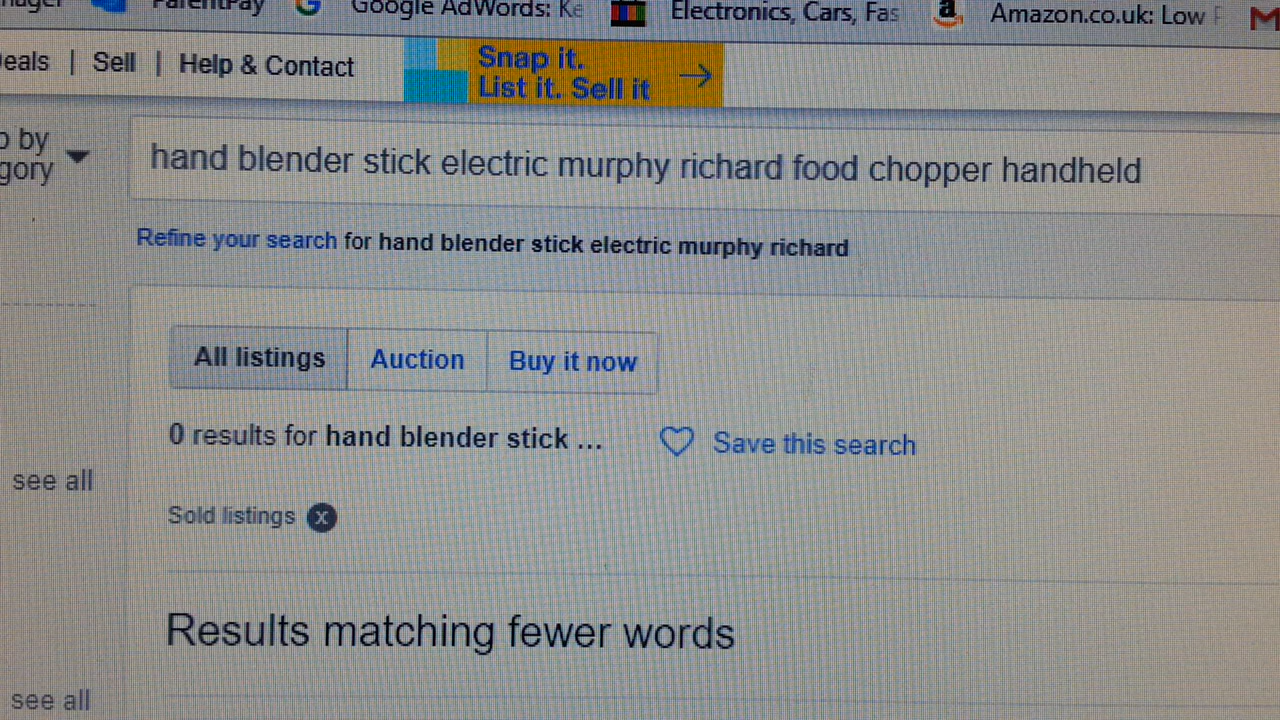 ParentPay Google AdWords: Ke Electronics, Cars, Fas Amazon.co.uk: Low
eals | Sell | Help & Contact
Snap it.
List it. Sell it
by
gory
hand blender stick electric murphy richard food chopper handheld
Refine your search for hand blender stick electric murphy richard
All listings Auction Buy it now
0 results for hand blender stick ... Save this search
see all
Sold listings x
Results matching fewer words
see all